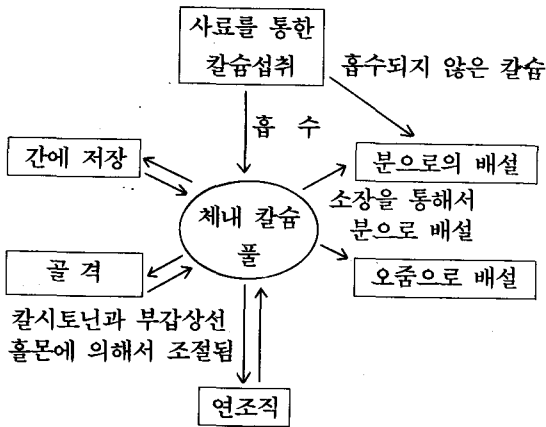 사료를 통한
칼슘섭취
흡수되지 않은 칼슘
흡 수
간에 저장
분으로의 배설
소장을 통해서
분으로 배설
체내 칼슘
풀
골 격
오줌으로 배설
칼시토닌과 부갑상선
홀몬에 의해서 조절됨
연조직